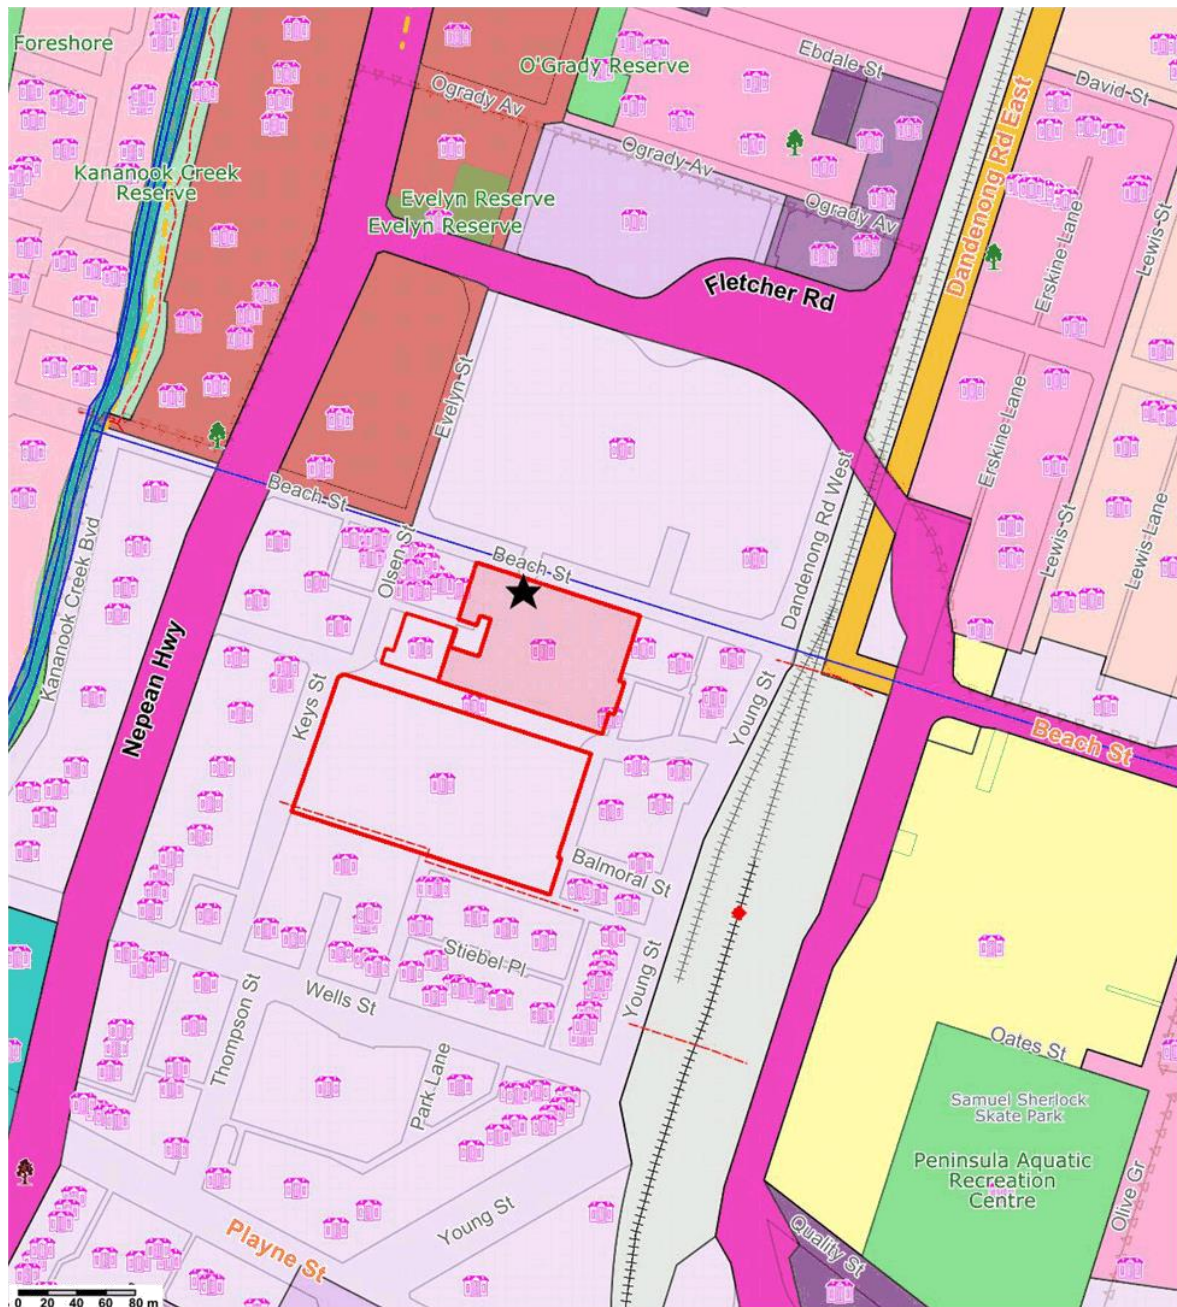 Foreshore
O'Grady Reserve
Ebdale St
David St
Ogrady Av
Ogrady Av
Kananook Creek
Reserve
Evelyn Reserve
Evelyn Reserve
Ogrady Av
Dandenong Rd East
Erskine Lane
Lewis St
Fletcher Rd
Evelyn St
Erskine Lane
Beach St
Olsen St
Beach St
Dandenong Rd West
Lewis St
Lewis Lane
Kananook Creek Blvd
Nepean Hwy
Keys St
Young St
Beach St
Balmoral St
Stiebel Pl
Young St
Wells St
Thompson St
Park Lane
Oates St
Samuel Sherlock
Skate Park
Peninsula Aquatic
Recreation
Centre
Olive Gr
Young St
Playne St
Quality St
0 20 40 60 80 m